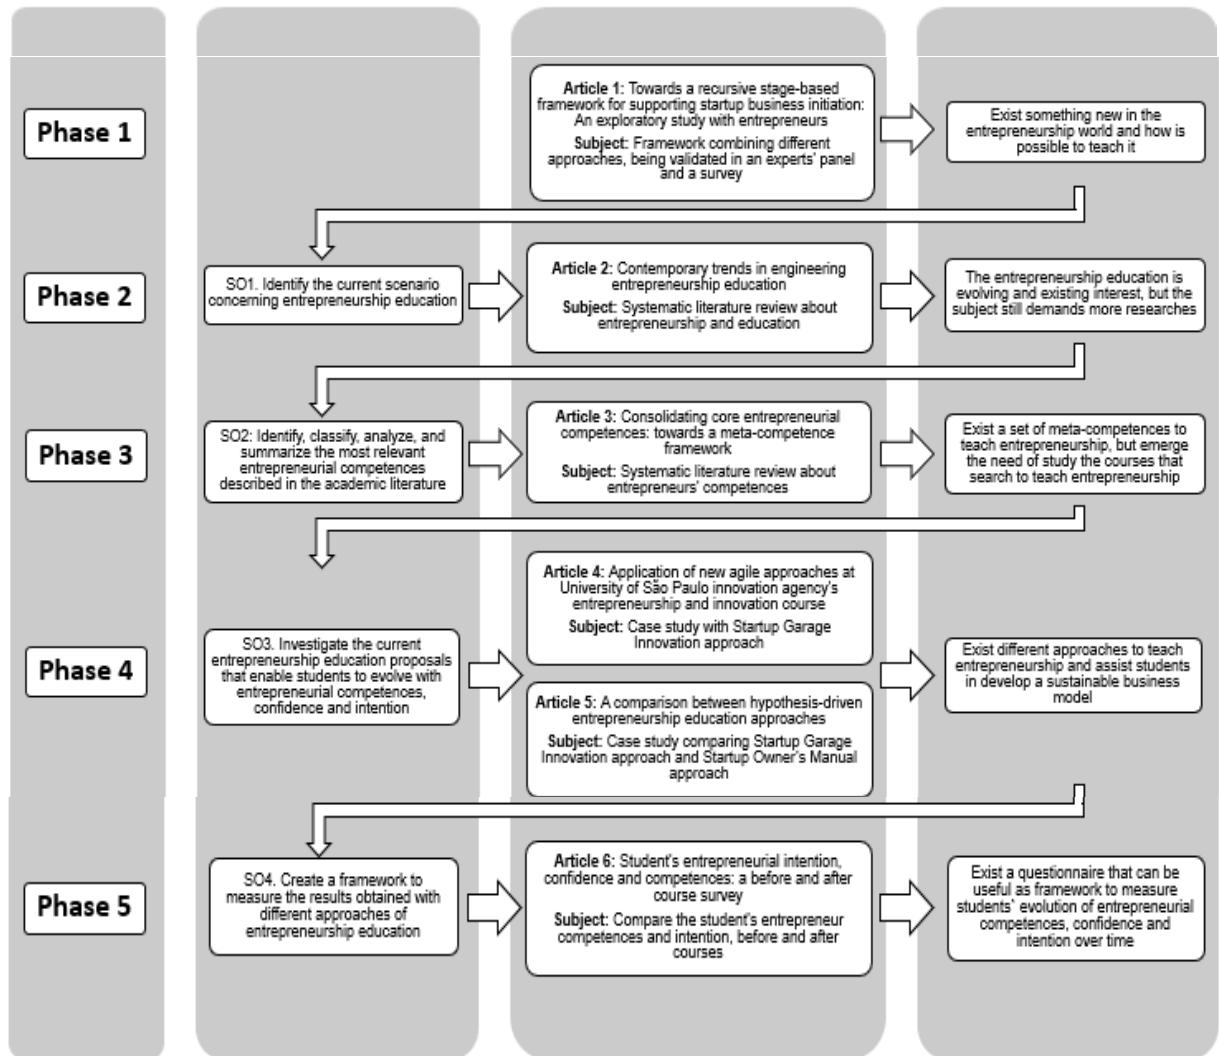 Phase 1
Article 1: Towards a recursive stage-based
framework for supporting startup business initiation:
An exploratory study with entrepreneurs
Subject: Framework combining different
approaches, being validated in an experts' panel
and a survey
Exist something new in the
entrepreneurship world and how is
possible to teach it
Phase 2
SO1. Identify the current scenario
concerning entrepreneurship education
Article 2: Contemporary trends in engineering
entrepreneurship education
Subject: Systematic literature review about
entrepreneurship and education
The entrepreneurship education is
evolving and existing interest, but the
subject still demands more researches
Phase 3
SO2: Identify, classify, analyze, and
summarize the most relevant
entrepreneurial competences
described in the academic literature
Article 3: Consolidating core entrepreneurial
competences: towards a meta-competence
framework
Subject: Systematic literature review about
entrepreneurs' competences
Exist a set of meta-competences to
teach entrepreneurship, but emerge
the need of study the courses that
search to teach entrepreneurship
Phase 4
SO3. Investigate the current
entrepreneurship education proposals
that enable students to evolve with
entrepreneurial competences,
confidence and intention
Article 4: Application of new agile approaches at
University of São Paulo innovation agency's
entrepreneurship and innovation course
Subject: Case study with Startup Garage
Innovation approach
Article 5: A comparison between hypothesis-driven
entrepreneurship education approaches
Subject: Case study comparing Startup Garage
Innovation approach and Startup Owner's Manual
approach
Exist different approaches to teach
entrepreneurship and assist students
in develop a sustainable business
model
Phase 5
SO4. Create a framework to
measure the results obtained with
different approaches of
entrepreneurship education
Article 6: Student's entrepreneurial intention,
confidence and competences: a before and after
course survey
Subject: Compare the student's entrepreneur
competences and intention, before and after
courses
Exist a questionnaire that can be
useful as framework to measure
students' evolution of entrepreneurial
competences, confidence and
intention over time